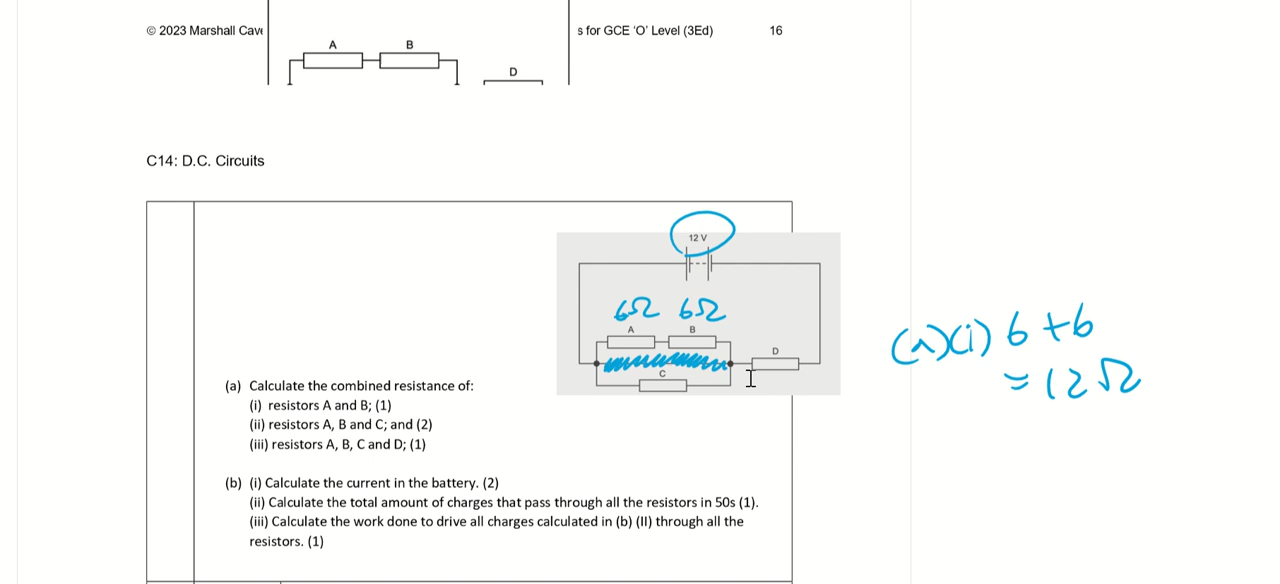 © 2023 Marshall Cave
s for GCE ‘O’ Level (3Ed)
16
A
B
D
C14: D.C. Circuits
12 V
6Ω 6Ω
A
B
D
C
(a)(i) 6 + 6
= 12 Ω
(a) Calculate the combined resistance of:
(i) resistors A and B; (1)
(ii) resistors A, B and C; and (2)
(iii) resistors A, B, C and D; (1)
(b) (i) Calculate the current in the battery. (2)
(ii) Calculate the total amount of charges that pass through all the resistors in 50s (1).
(iii) Calculate the work done to drive all charges calculated in (b) (II) through all the
resistors. (1)